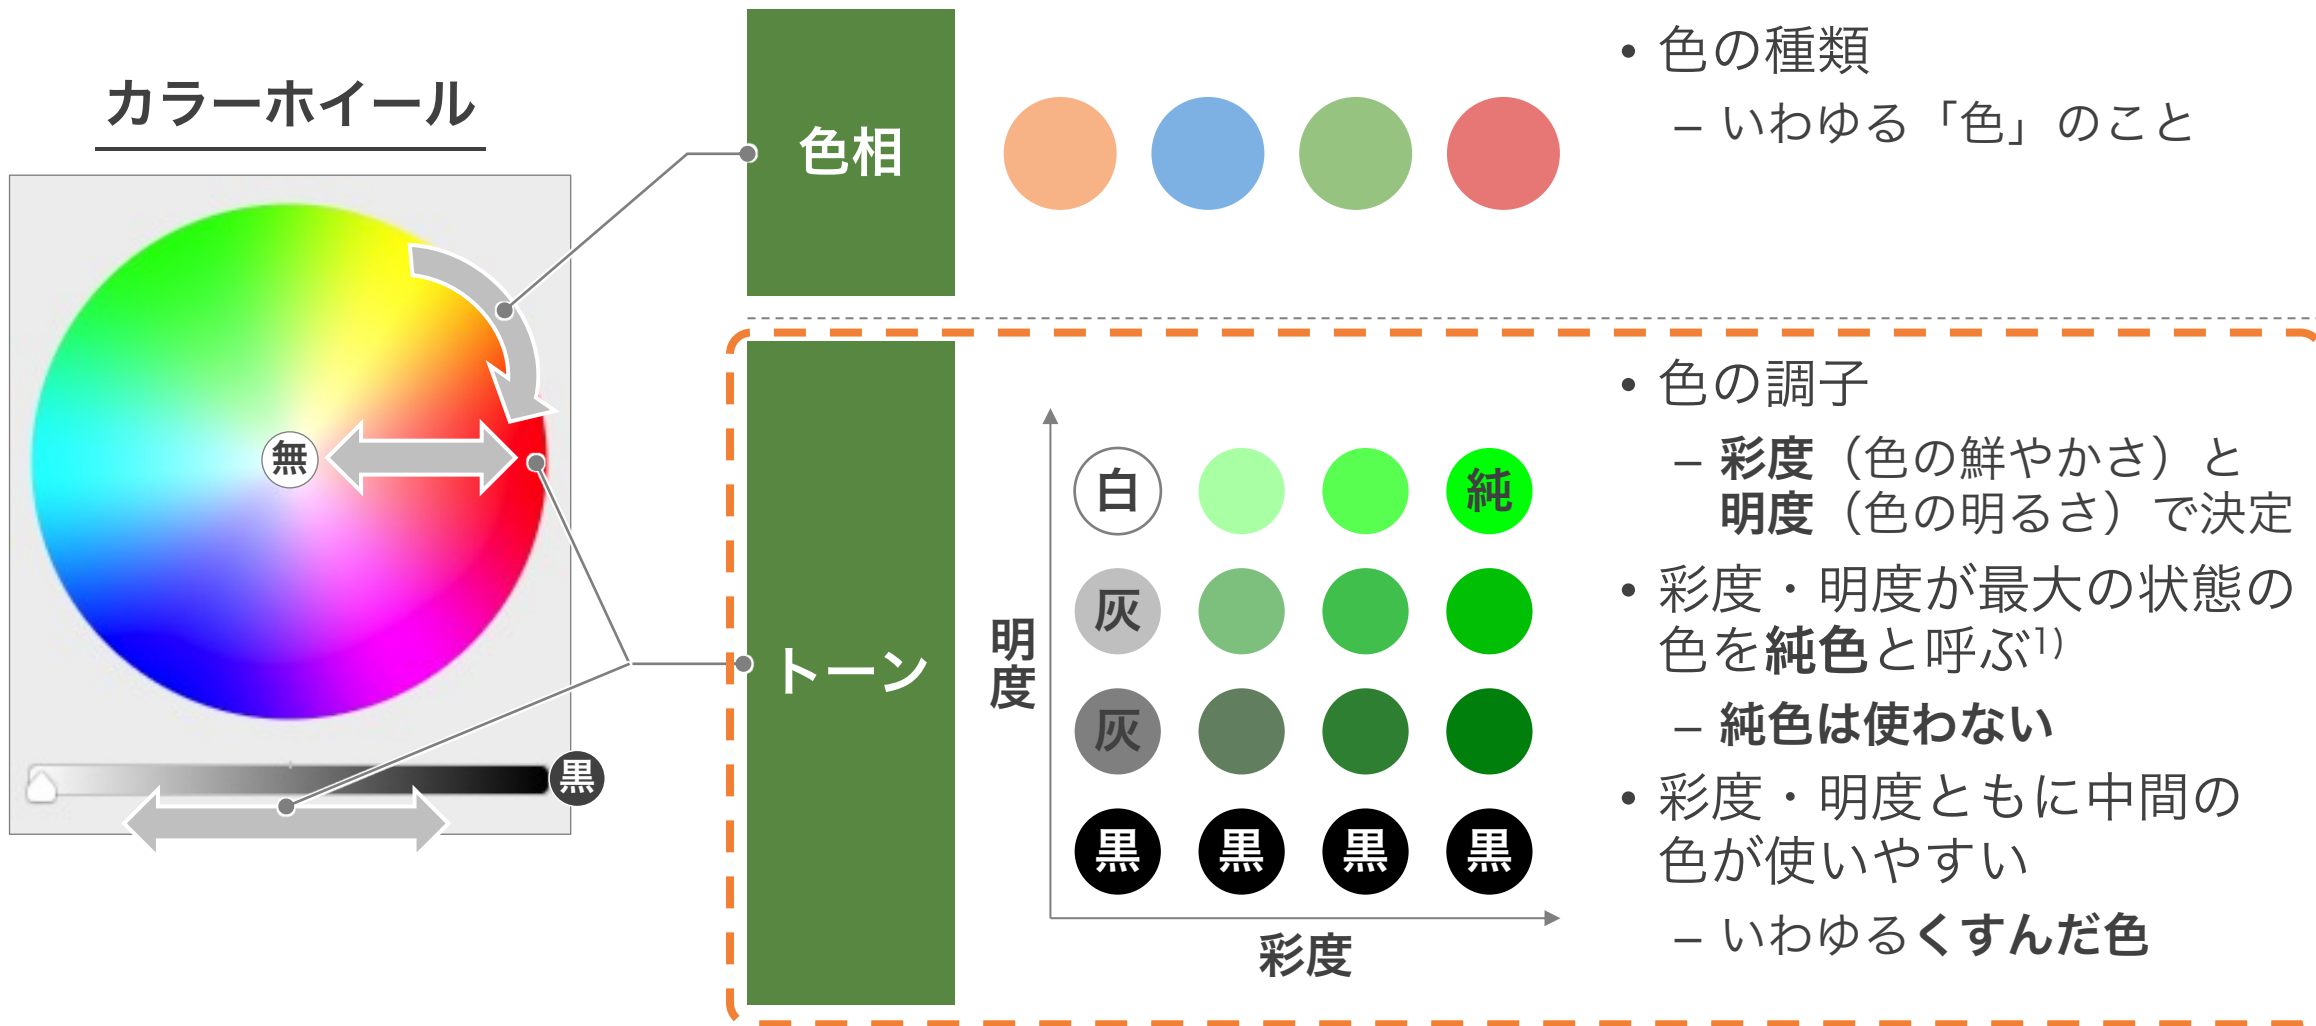 カラーホイール
無
黒
色相
• 色の種類
– いわゆる「色」のこと
トーン
明度
白
純
灰
灰
黒 黒 黒 黒
彩度
• 色の調子
– 彩度（色の鮮やかさ）と
明度（色の明るさ）で決定
• 彩度・明度が最大の状態の
色を純色と呼ぶ1)
– 純色は使わない
• 彩度・明度ともに中間の
色が使いやすい
– いわゆるくすんだ色